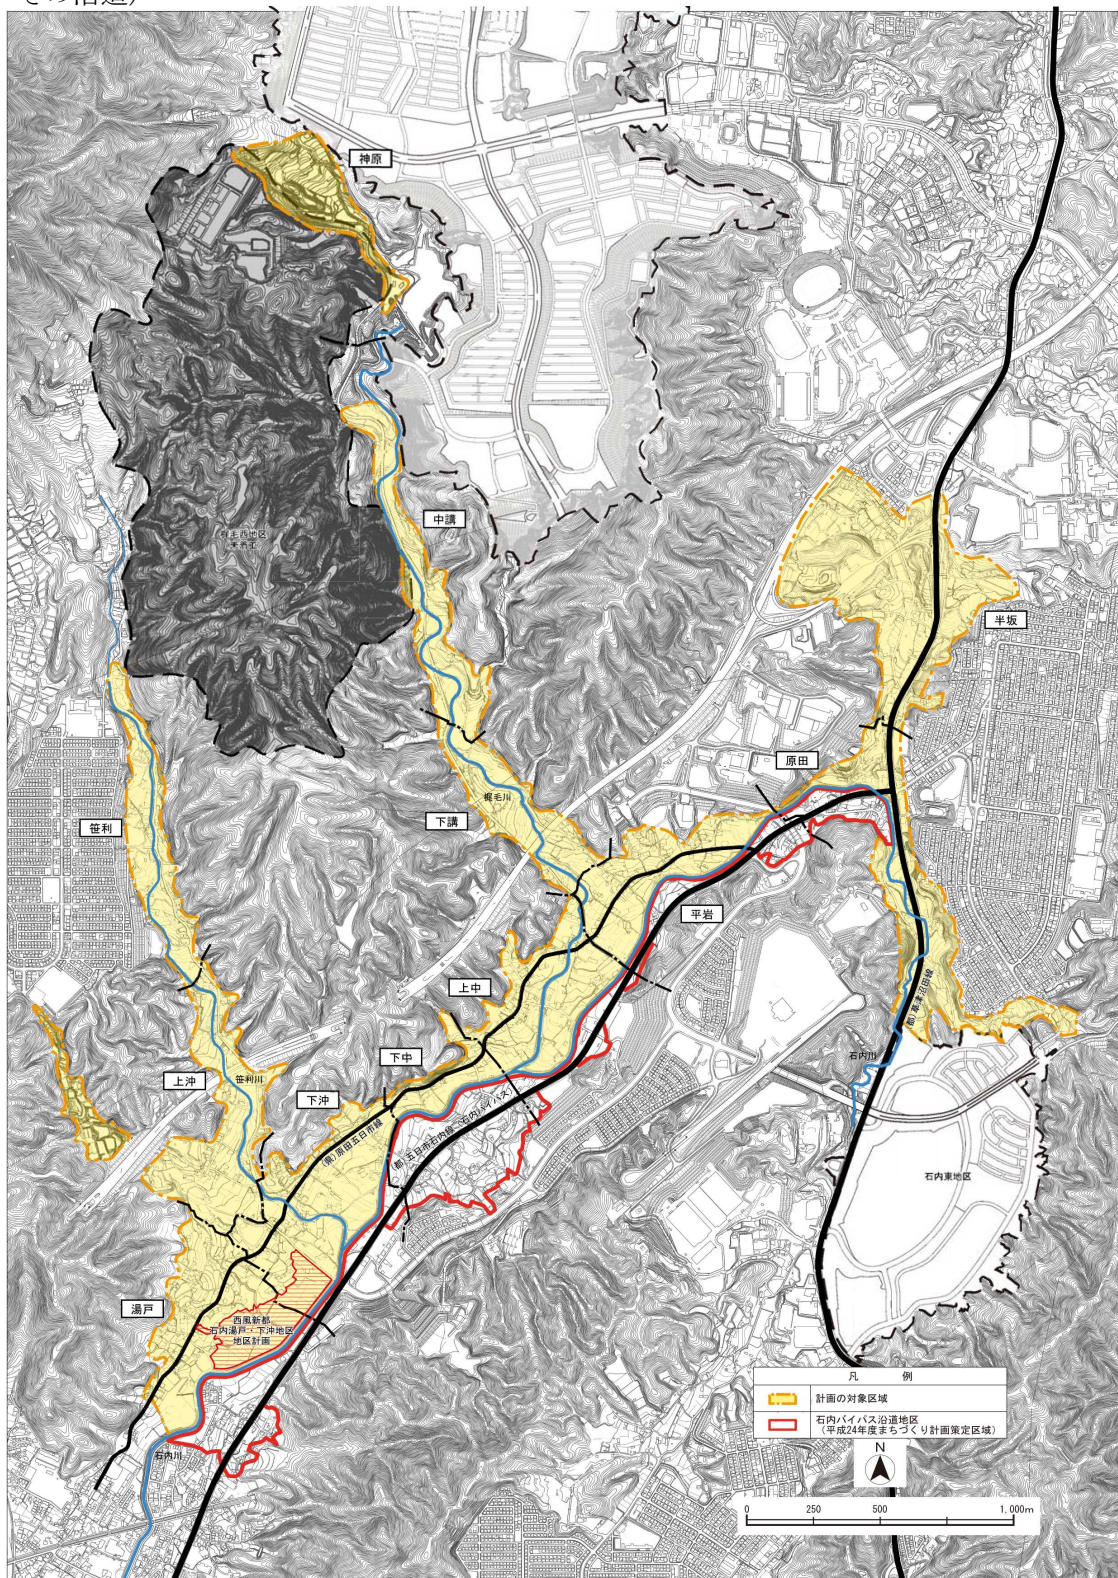 その沿道）
神原
中講
半坂
原田
梶毛川
下講
笹利
平岩
上中
下中
上沖
笹利川
下沖
(県)原田五日市線
(都)五日市石内線(石内バイパス)
(都)草津沼田線
石内川
石内東地区
湯戸
西風新都
石内湯戸・下沖地区
地区計画
石内川
凡 例
計画の対象区域
石内バイパス沿道地区
（平成24年度まちづくり計画策定区域）
N
0 250 500 1,000m